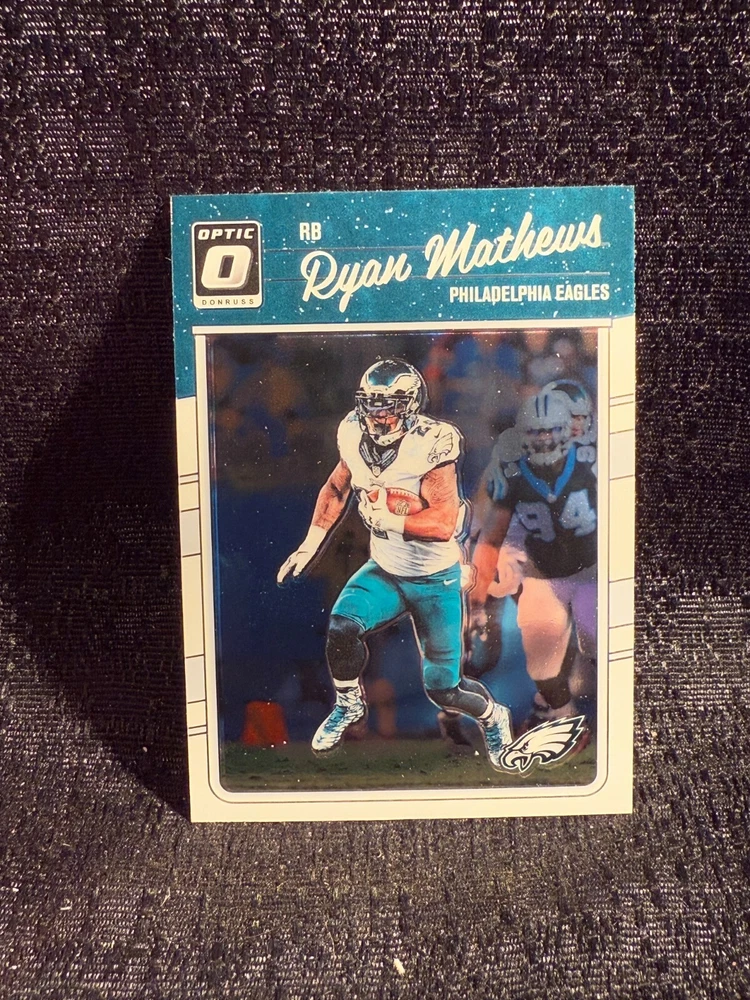 OPTIC
O
DONRUSS
RB
Ryan Mathews
PHILADELPHIA EAGLES
94